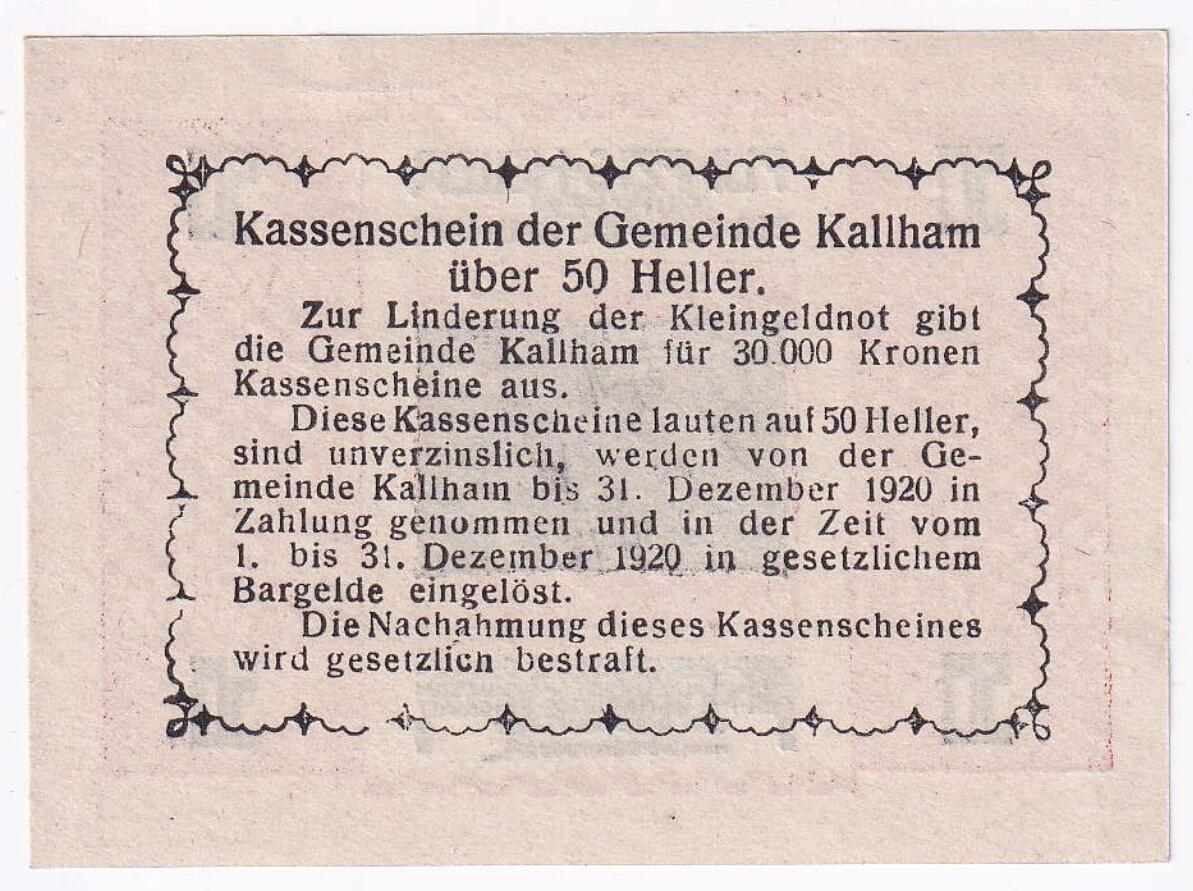 Kassenschein der Gemeinde Kallham
über 50 Heller.
Zur Linderung der Kleingeldnot gibt
die Gemeinde Kallham für 30.000 Kronen
Kassenscheine aus.
Diese Kassenscheine lauten auf 50 Heller,
sind unverzinslich, werden von der Ge-
meinde Kallham bis 31. Dezember 1920 in
Zahlung genommen und in der Zeit vom
1. bis 31. Dezember 1920 in gesetzlichem
Bargelde eingelöst.
Die Nachahmung dieses Kassenscheines
wird gesetzlich bestraft.